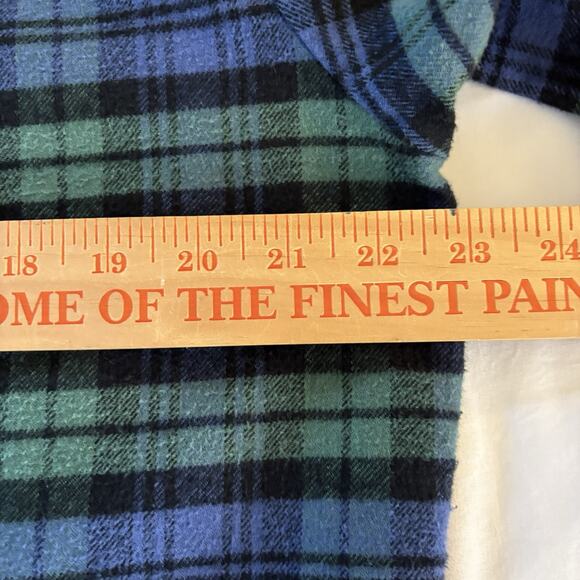 18 19 20 21 22 23 24
OME OF THE FINEST PAIN